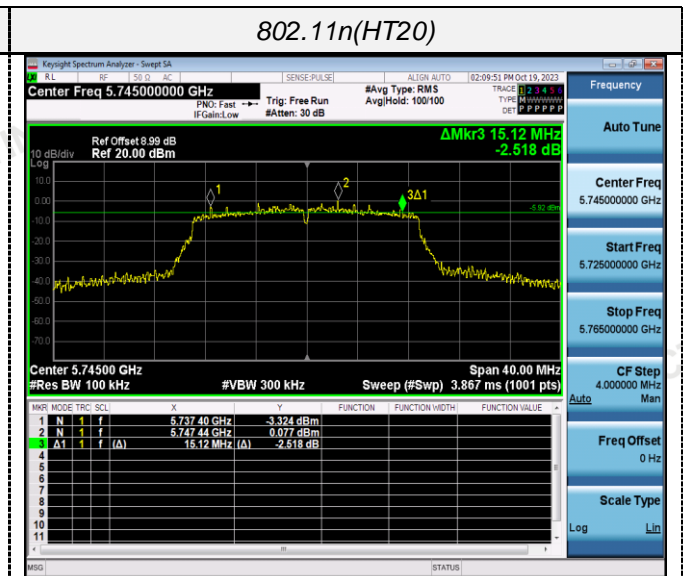 802.11n(HT20)
Keysight Spectrum Analyzer - Swept SA
RL RF 50 Ω AC SENSE:PULSE ALIGN AUTO 02:09:51 PM Oct 19, 2023
Center Freq 5.745000000 GHz #Avg Type: RMS TRACE 1 2 3 4 5 6
PNO: Fast Trig: Free Run Avg|Hold: 100/100 TYPE M WWWWW
IFGain:Low #Atten: 30 dB DET P P P P P P
Frequency
Auto Tune
Ref Offset 8.99 dB ΔMkr3 15.12 MHz
10 dB/div Ref 20.00 dBm -2.518 dB
Log
10.0
0.00
-10.0
-20.0
-30.0
-40.0
-50.0
-60.0
-70.0
1
2
3Δ1
-5.92 dBm
Center 5.74500 GHz Span 40.00 MHz
#Res BW 100 kHz #VBW 300 kHz Sweep (#Swp) 3.867 ms (1001 pts)
Center Freq
5.745000000 GHz
Start Freq
5.725000000 GHz
Stop Freq
5.765000000 GHz
CF Step
4.000000 MHz
Auto Man
Freq Offset
0 Hz
Scale Type
Log Lin
MKR MODE TRC SCL X Y FUNCTION FUNCTION WIDTH FUNCTION VALUE
1 N 1 f 5.737 40 GHz -3.324 dBm
2 N 1 f 5.747 44 GHz 0.077 dBm
3 Δ1 1 f (Δ) 15.12 MHz (Δ) -2.518 dB
4
5
6
7
8
9
10
11
MSG STATUS